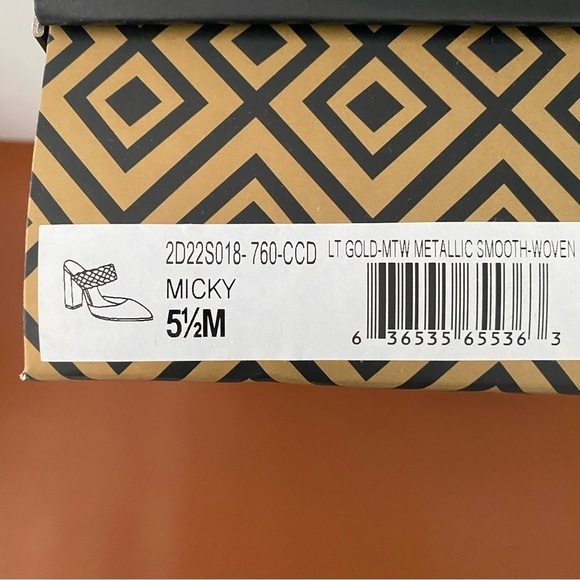 2D22S018- 760-CCD LT GOLD-MTW METALLIC SMOOTH-WOVEN
MICKY
5½M
6 36535 65536 3